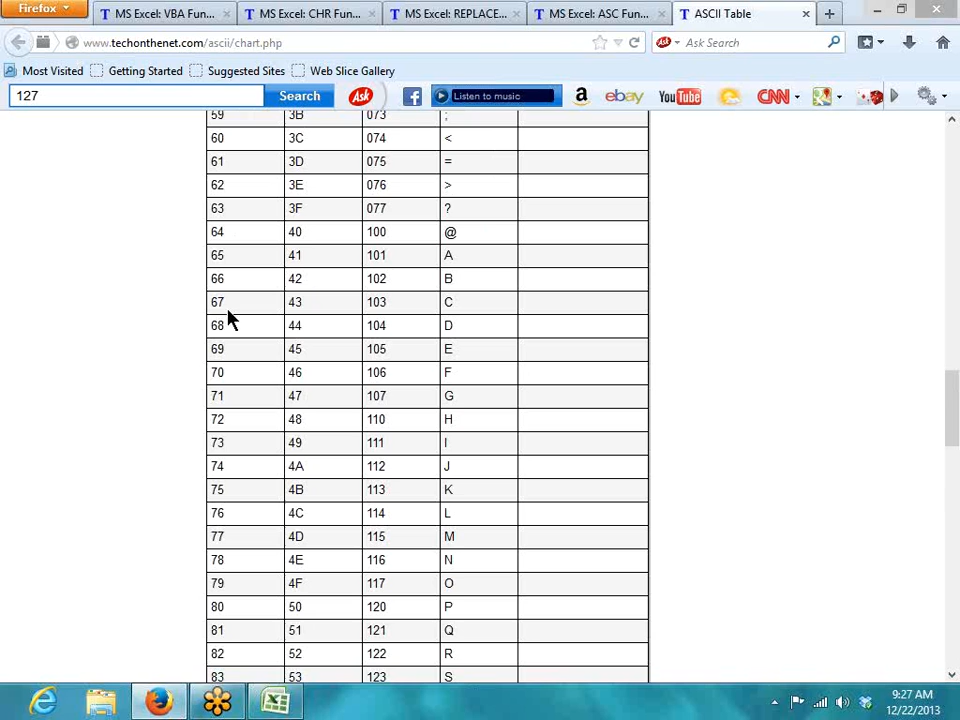 Firefox
MS Excel: VBA Fun...
MS Excel: CHR Fun...
MS Excel: REPLACE...
MS Excel: ASC Fun...
ASCII Table
www.techonthenet.com/ascii/chart.php
Ask Search
Most Visited Getting Started Suggested Sites Web Slice Gallery
127 Search Ask Listen to music a ebay YouTube CNN
59 3B 073 ;
60 3C 074 <
61 3D 075 =
62 3E 076 >
63 3F 077 ?
64 40 100 @
65 41 101 A
66 42 102 B
67 43 103 C
68 44 104 D
69 45 105 E
70 46 106 F
71 47 107 G
72 48 110 H
73 49 111 I
74 4A 112 J
75 4B 113 K
76 4C 114 L
77 4D 115 M
78 4E 116 N
79 4F 117 O
80 50 120 P
81 51 121 Q
82 52 122 R
83 53 123 S
9:27 AM
12/22/2013